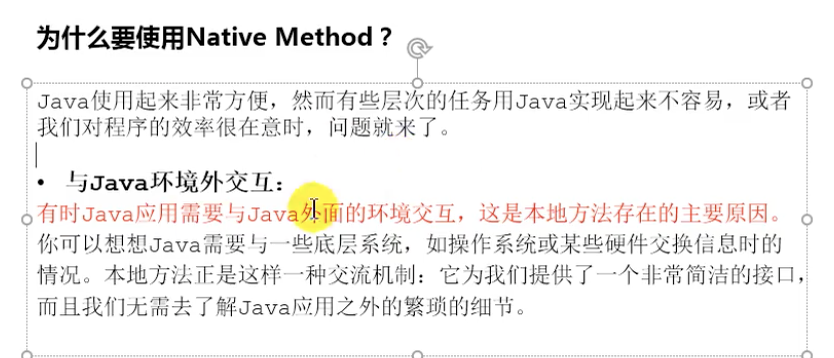 为什么要使用Native Method？
Java使用起来非常方便，然而有些层次的任务用Java实现起来不容易，或者
我们对程序的效率很在意时，问题就来了。
• 与Java环境外交互：
有时Java应用需要与Java外面的环境交互，这是本地方法存在的主要原因。
你可以想想Java需要与一些底层系统，如操作系统或某些硬件交换信息时的
情况。本地方法正是这样一种交流机制：它为我们提供了一个非常简洁的接口，
而且我们无需去了解Java应用之外的繁琐的细节。